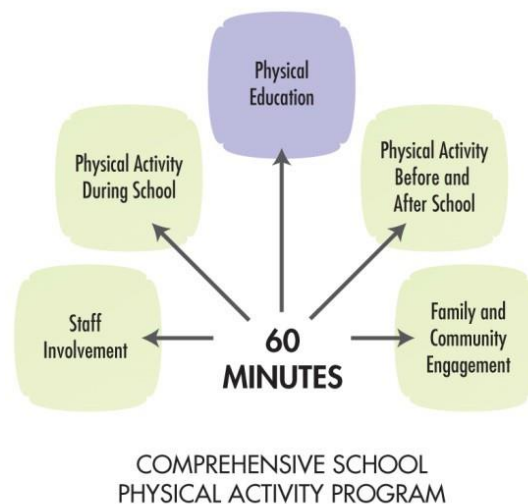 Physical
Education
Physical Activity
During School
Physical Activity
Before and
After School
Staff
Involvement
60
MINUTES
Family and
Community
Engagement
COMPREHENSIVE SCHOOL
PHYSICAL ACTIVITY PROGRAM